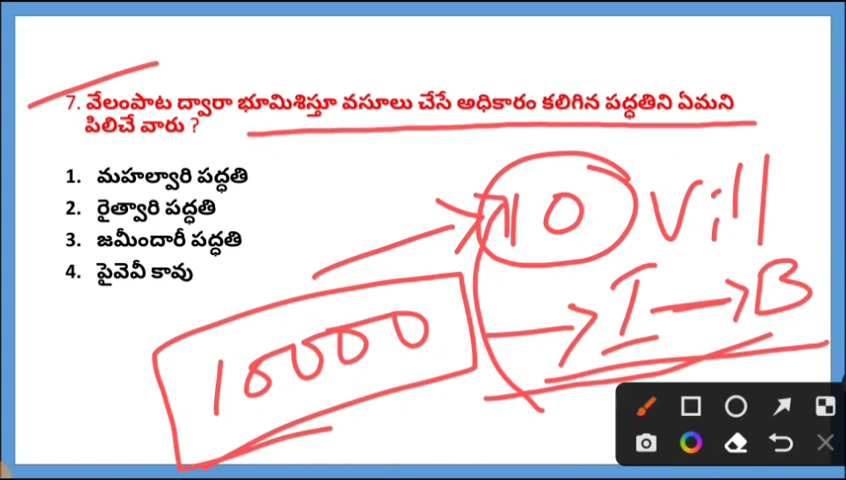 7. వేలంపాట ద్వారా భూమిశిస్తూ వసూలు చేసే అధికారం కలిగిన పద్ధతిని ఏమని
పిలిచే వారు ?
1. మహల్వారి పద్ధతి
2. రైత్వారి పద్ధతి
3. జమీందారీ పద్ధతి
4. పైవెవీ కావు
10 Vill
I B
10000